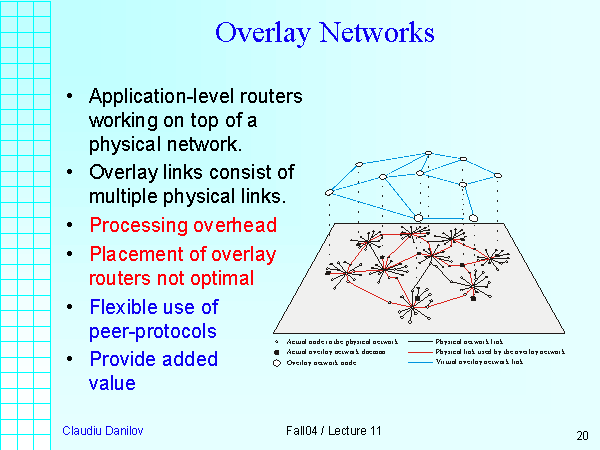 Overlay Networks
• Application-level routers
working on top of a
physical network.
• Overlay links consist of
multiple physical links.
• Processing overhead
• Placement of overlay
routers not optimal
• Flexible use of
peer-protocols
• Provide added
value
Actual node in the physical network
Actual overlay network daemon
Overlay network node
Physical network link
Physical link used by the overlay network
Virtual overlay network link
Claudiu Danilov
Fall04 / Lecture 11
20